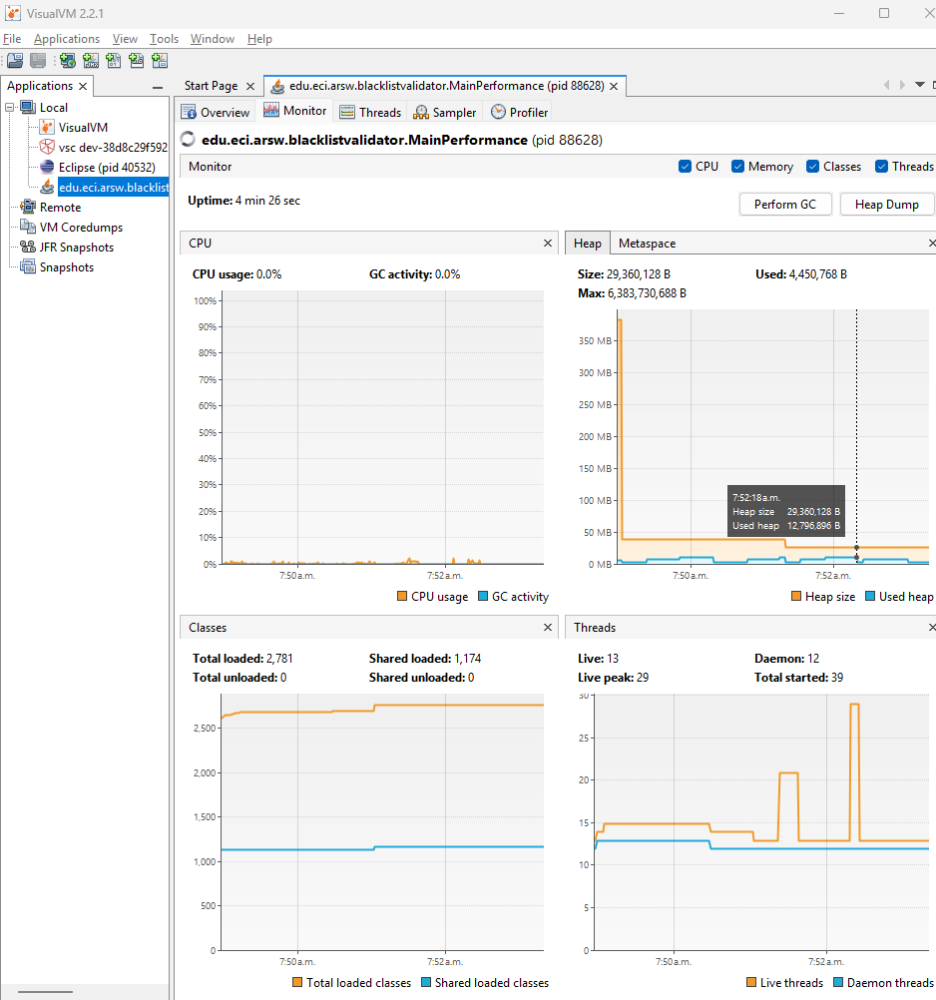 VisualVM 2.2.1
File Applications View Tools Window Help
Applications
Start Page
edu.eci.arsw.blacklistvalidator.MainPerformance (pid 88628)
Local
VisualVM
vsc dev-38d8c29f592
Eclipse (pid 40532)
edu.eci.arsw.blacklist
Remote
VM Coredumps
JFR Snapshots
Snapshots
Overview Monitor Threads Sampler Profiler
edu.eci.arsw.blacklistvalidator.MainPerformance (pid 88628)
Monitor
CPU Memory Classes Threads
Uptime: 4 min 26 sec
Perform GC Heap Dump
CPU
CPU usage: 0.0% GC activity: 0.0%
100%
90%
80%
70%
60%
50%
40%
30%
20%
10%
0%
7:50 a.m. 7:52 a.m.
CPU usage GC activity
Heap Metaspace
Size: 29,360,128 B Used: 4,450,768 B
Max: 6,383,730,688 B
350 MB
300 MB
250 MB
200 MB
150 MB
100 MB
50 MB
0 MB
7:52:18 a.m.
Heap size 29,360,128 B
Used heap 12,796,896 B
7:50 a.m. 7:52 a.m.
Heap size Used heap
Classes
Total loaded: 2,781 Shared loaded: 1,174
Total unloaded: 0 Shared unloaded: 0
2,500
2,000
1,500
1,000
500
0
7:50 a.m. 7:52 a.m.
Total loaded classes Shared loaded classes
Threads
Live: 13 Daemon: 12
Live peak: 29 Total started: 39
30
25
20
15
10
5
0
7:50 a.m. 7:52 a.m.
Live threads Daemon threads